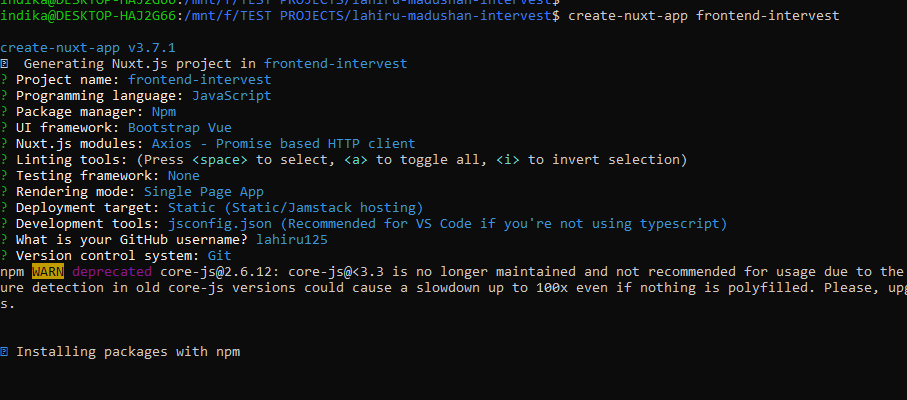 indika@DESKTOP-HAJ2G66:/mnt/f/TEST PROJECTS/lahiru-madushan-intervest$
indika@DESKTOP-HAJ2G66:/mnt/f/TEST PROJECTS/lahiru-madushan-intervest$ create-nuxt-app frontend-intervest
create-nuxt-app v3.7.1
Generating Nuxt.js project in frontend-intervest
? Project name: frontend-intervest
? Programming language: JavaScript
? Package manager: Npm
? UI framework: Bootstrap Vue
? Nuxt.js modules: Axios - Promise based HTTP client
? Linting tools: (Press <space> to select, <a> to toggle all, <i> to invert selection)
? Testing framework: None
? Rendering mode: Single Page App
? Deployment target: Static (Static/Jamstack hosting)
? Development tools: jsconfig.json (Recommended for VS Code if you're not using typescript)
? What is your GitHub username? lahiru125
? Version control system: Git
npm WARN deprecated core-js@2.6.12: core-js@<3.3 is no longer maintained and not recommended for usage due to the
ure detection in old core-js versions could cause a slowdown up to 100x even if nothing is polyfilled. Please, upg
s.
Installing packages with npm